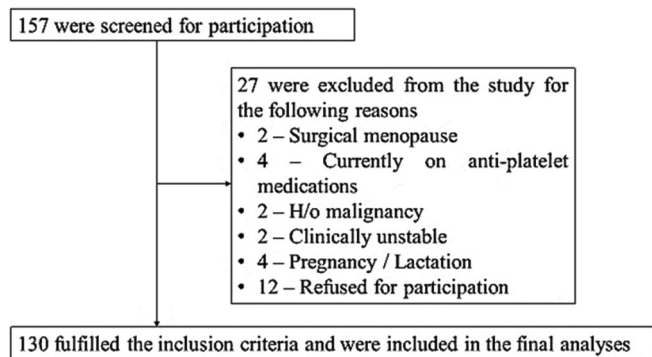 157 were screened for participation
27 were excluded from the study for
the following reasons
• 2 – Surgical menopause
• 4 – Currently on anti-platelet
medications
• 2 – H/o malignancy
• 2 – Clinically unstable
• 4 – Pregnancy / Lactation
• 12 – Refused for participation
130 fulfilled the inclusion criteria and were included in the final analyses